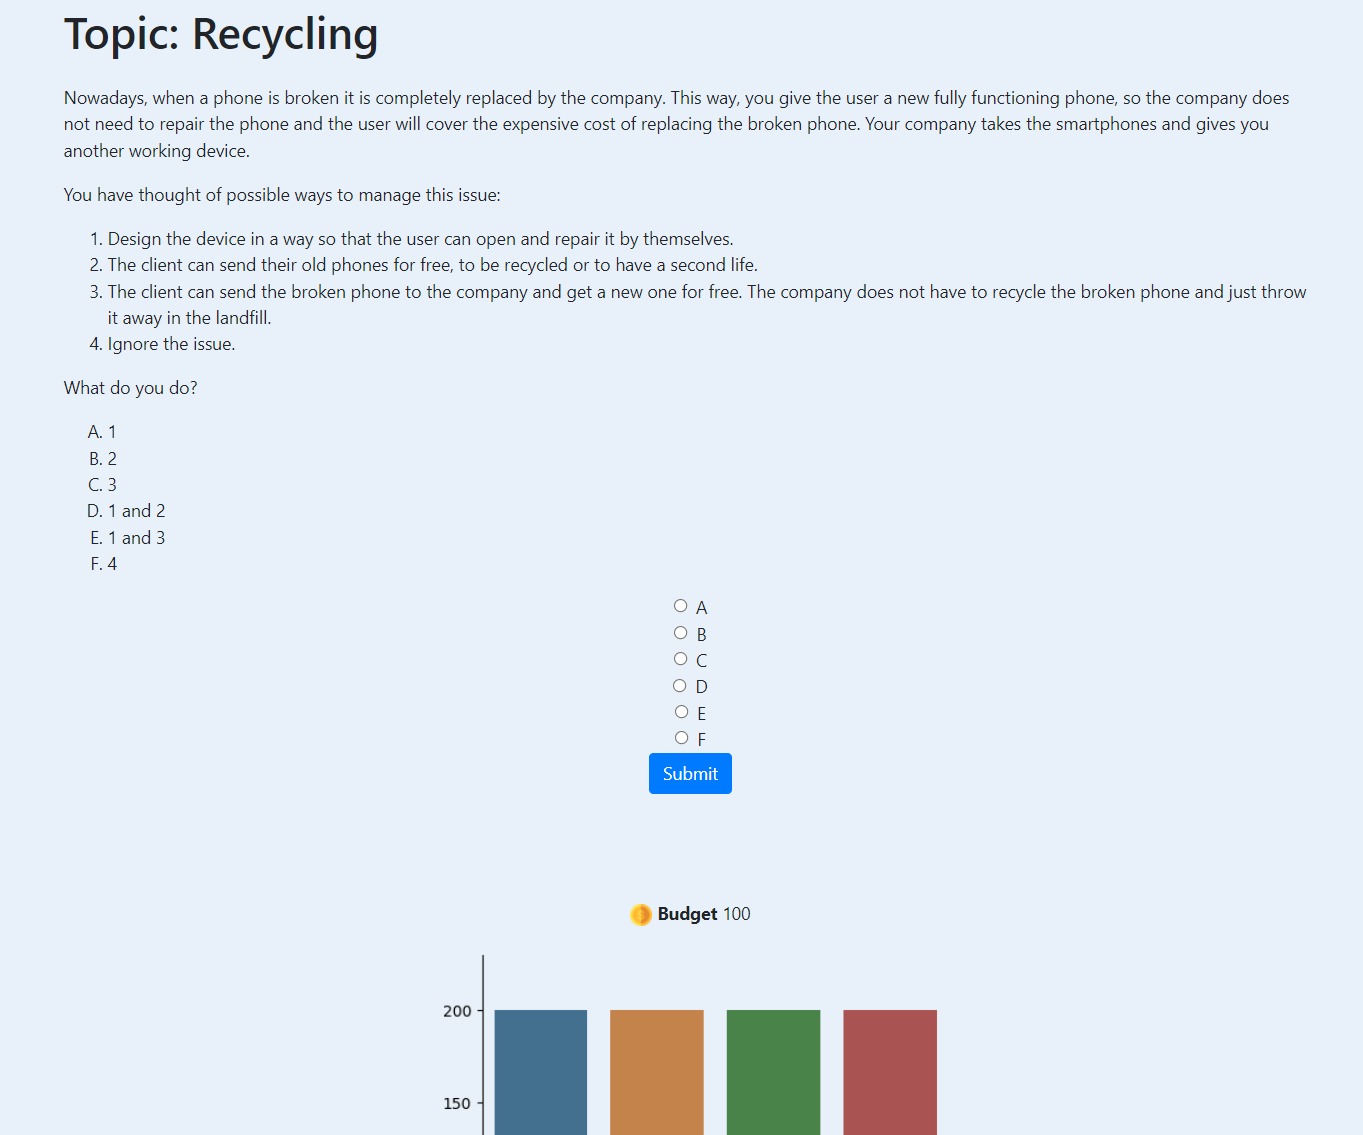 Topic: Recycling
Nowadays, when a phone is broken it is completely replaced by the company. This way, you give the user a new fully functioning phone, so the company does
not need to repair the phone and the user will cover the expensive cost of replacing the broken phone. Your company takes the smartphones and gives you
another working device.
You have thought of possible ways to manage this issue:
1. Design the device in a way so that the user can open and repair it by themselves.
2. The client can send their old phones for free, to be recycled or to have a second life.
3. The client can send the broken phone to the company and get a new one for free. The company does not have to recycle the broken phone and just throw
it away in the landfill.
4. Ignore the issue.
What do you do?
A. 1
B. 2
C. 3
D. 1 and 2
E. 1 and 3
F. 4
A
B
C
D
E
F
Submit
Budget 100
200
150